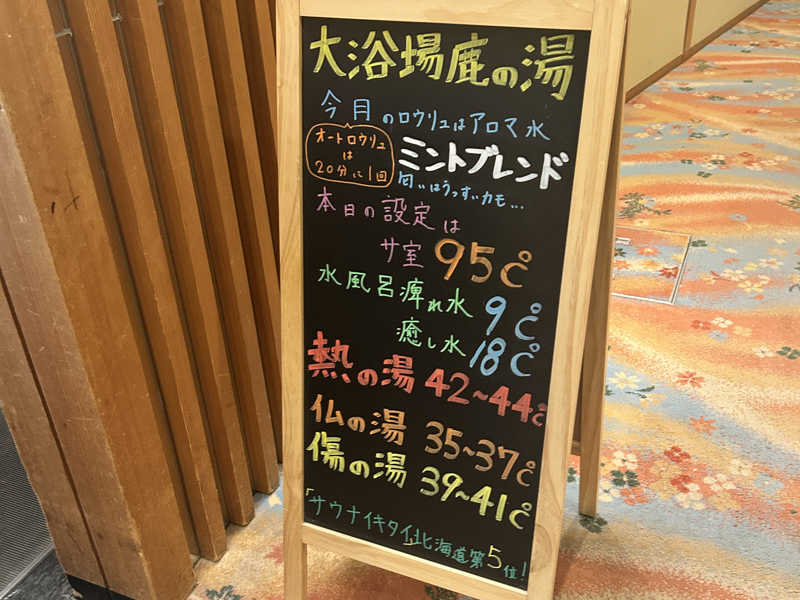 大浴場鹿の湯
今月のロウリュはアロマ水
オートロウリュ
は
20分に1回
ミントブレンド
匂いはうっすいカモ...
本日の設定は
サ室 95℃
水風呂痺れ水 9℃
癒し水 18℃
熱の湯 42~44℃
仏の湯 35~37℃
傷の湯 39~41℃
「サウナイキタイ」北海道第5位!